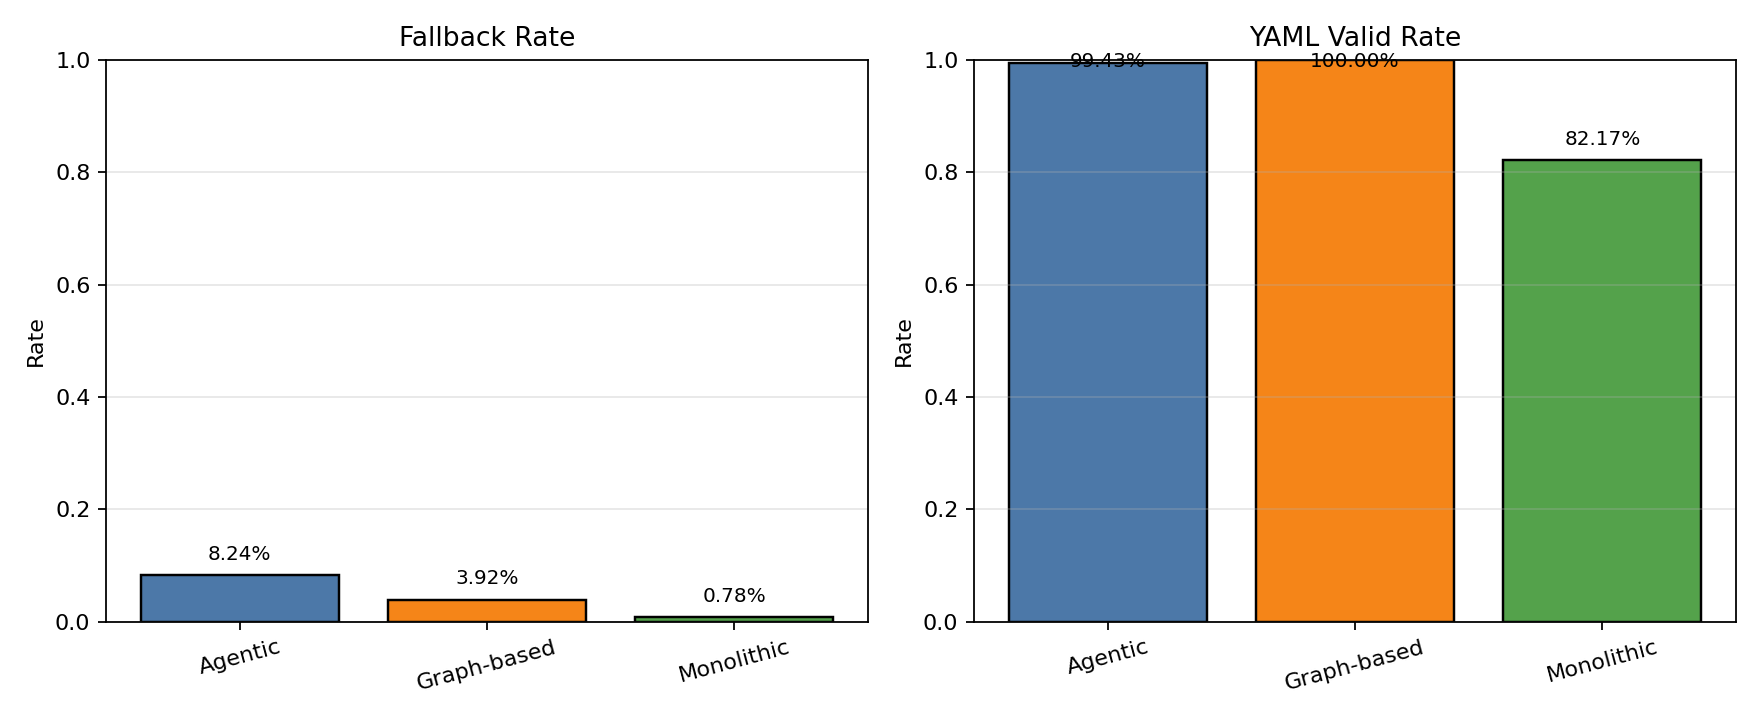 Fallback Rate
1.0
0.8
0.6
0.4
0.2
0.0
Rate
8.24%
3.92%
0.78%
Agentic
Graph-based
Monolithic
YAML Valid Rate
1.0
0.8
0.6
0.4
0.2
0.0
Rate
99.43%
100.00%
82.17%
Agentic
Graph-based
Monolithic